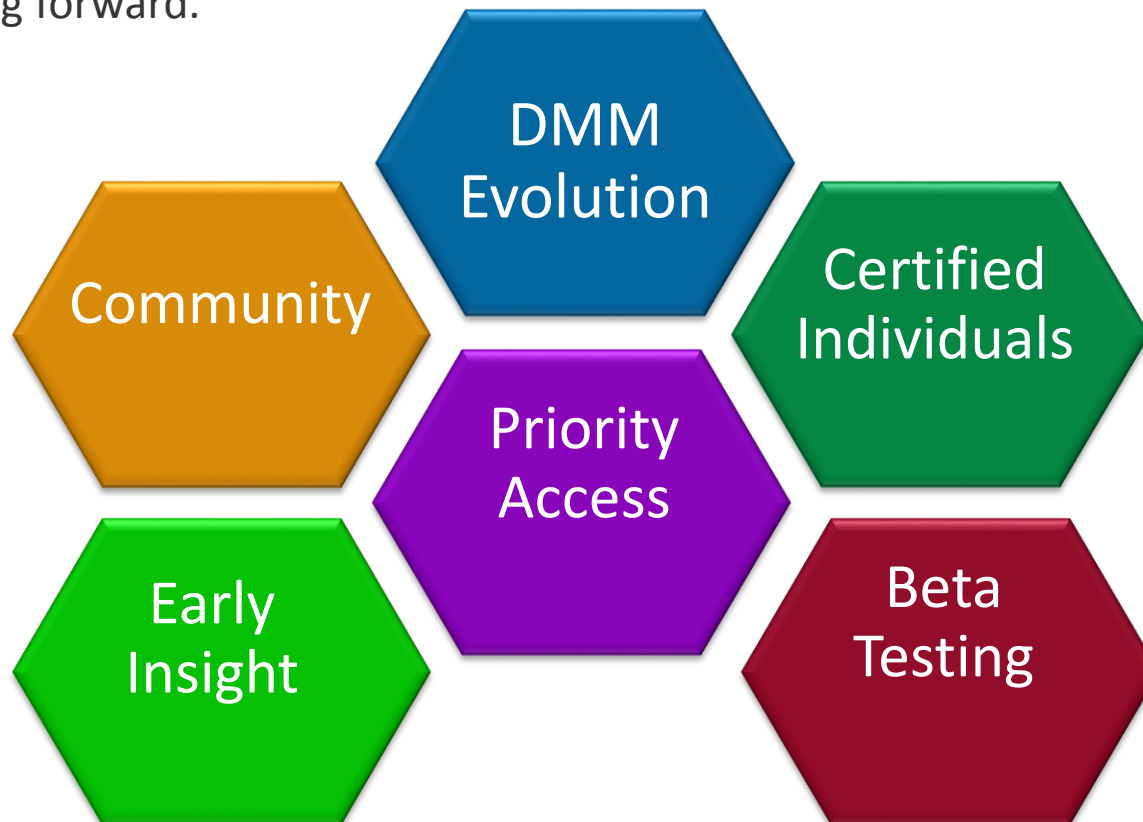 g forward.
DMM
Evolution
Community
Certified
Individuals
Priority
Access
Early
Insight
Beta
Testing